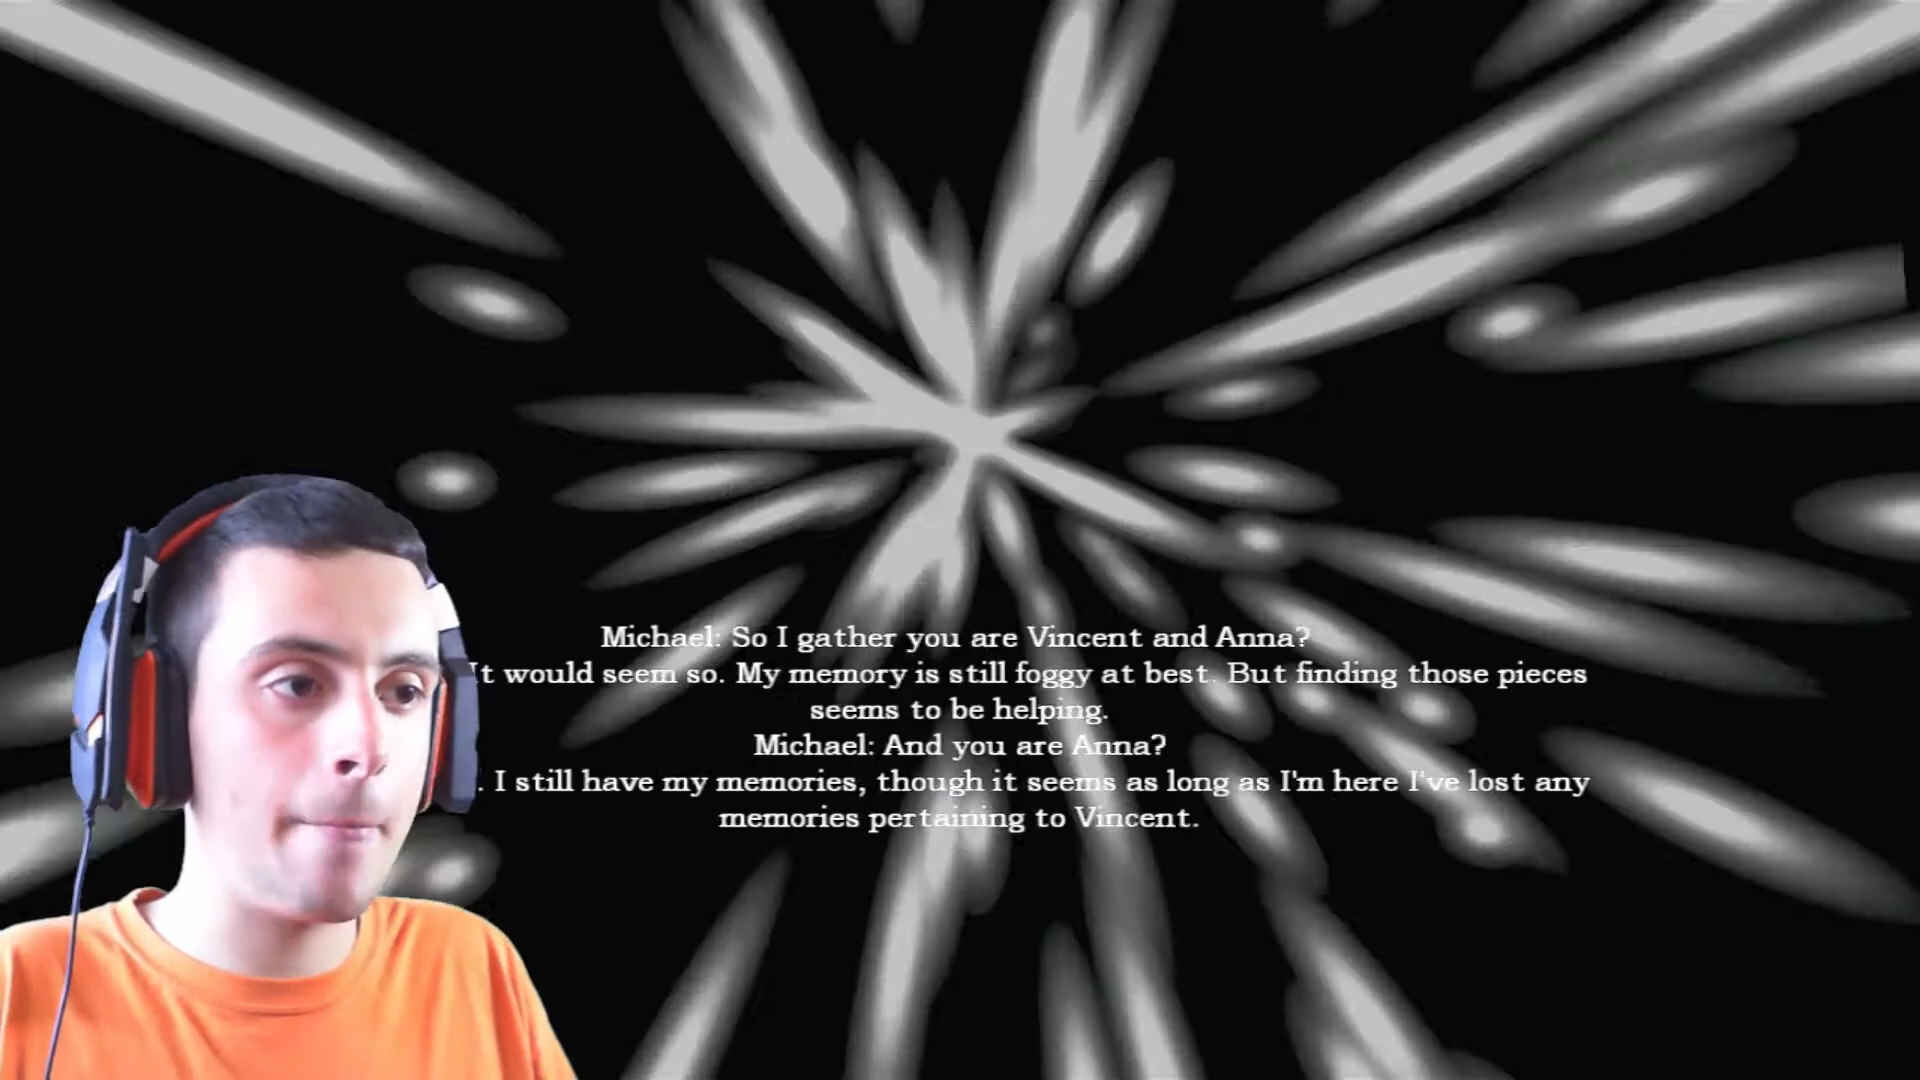 Michael: So I gather you are Vincent and Anna?
would seem so. My memory is still foggy at best. But finding those pieces
seems to be helping.
Michael: And you are Anna?
. I still have my memories, though it seems as long as I'm here I've lost any
memories pertaining to Vincent.